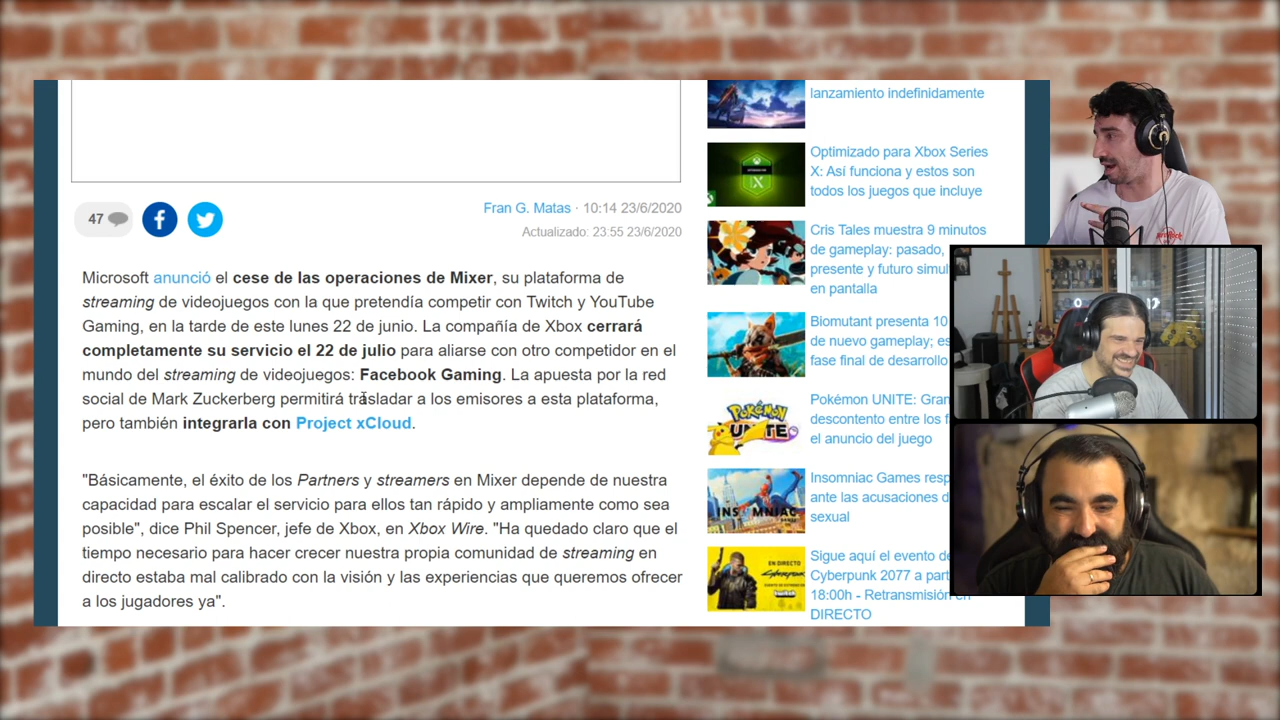 lanzamiento indefinidamente
Optimizado para Xbox Series
X: Así funciona y estos son
todos los juegos que incluye
47
Fran G. Matas · 10:14 23/6/2020
Actualizado: 23:55 23/6/2020
Cris Tales muestra 9 minutos
de gameplay: pasado,
presente y futuro simul
en pantalla
Microsoft anunció el cese de las operaciones de Mixer, su plataforma de
streaming de videojuegos con la que pretendía competir con Twitch y YouTube
Gaming, en la tarde de este lunes 22 de junio. La compañía de Xbox cerrará
completamente su servicio el 22 de julio para aliarse con otro competidor en el
mundo del streaming de videojuegos: Facebook Gaming. La apuesta por la red
social de Mark Zuckerberg permitirá trasladar a los emisores a esta plataforma,
pero también integrarla con Project xCloud.
Biomutant presenta 10
de nuevo gameplay; es
fase final de desarrollo
Pokémon UNITE: Gran
descontento entre los f
el anuncio del juego
POKÉMON
UNITE
"Básicamente, el éxito de los Partners y streamers en Mixer depende de nuestra
capacidad para escalar el servicio para ellos tan rápido y ampliamente como sea
posible", dice Phil Spencer, jefe de Xbox, en Xbox Wire. "Ha quedado claro que el
tiempo necesario para hacer crecer nuestra propia comunidad de streaming en
directo estaba mal calibrado con la visión y las experiencias que queremos ofrecer
a los jugadores ya".
Insomniac Games resp
ante las acusaciones d
sexual
INSOMNIAC
GAMES
Sigue aquí el evento de
Cyberpunk 2077 a part
18:00h - Retransmisión en
DIRECTO
EN DIRECTO
Cyberpunk